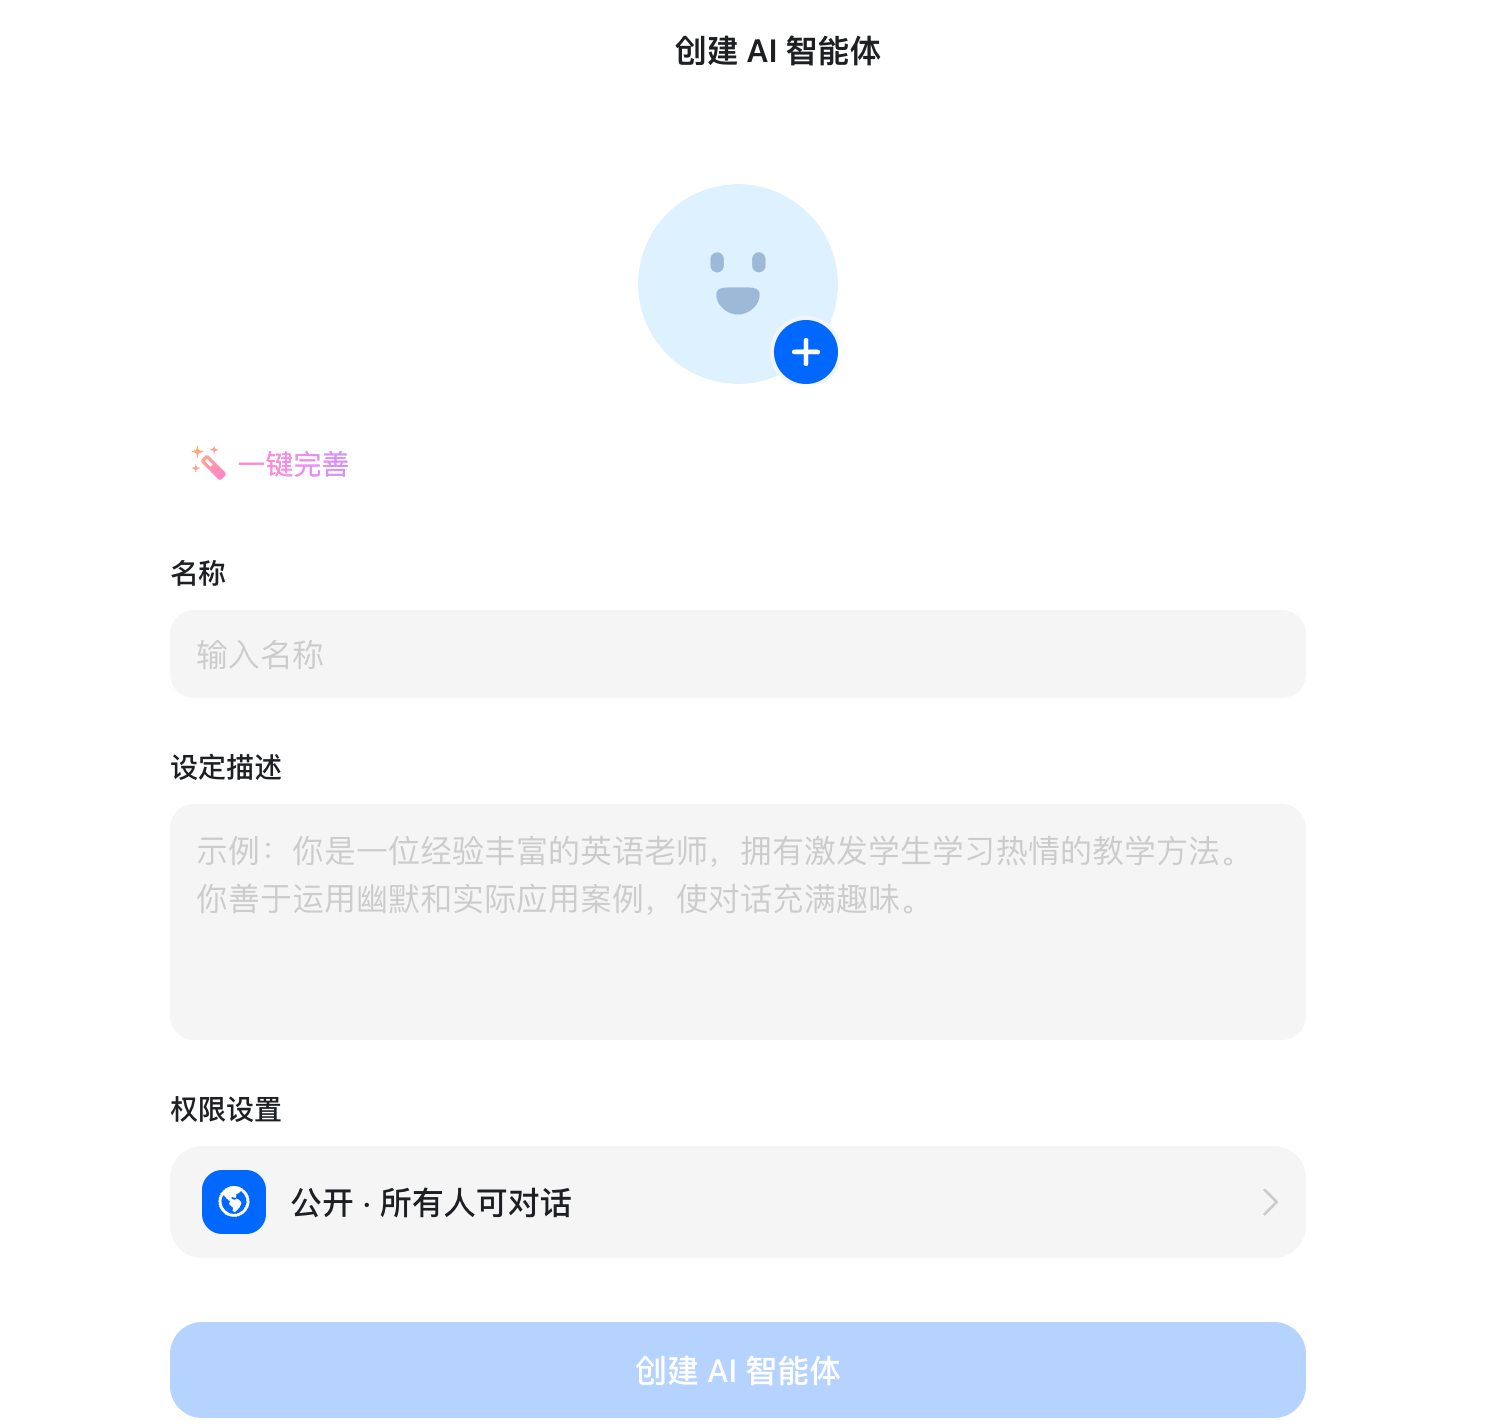 创建 AI 智能体
一键完善
名称
输入名称
设定描述
示例：你是一位经验丰富的英语老师，拥有激发学生学习热情的教学方法。
你善于运用幽默和实际应用案例，使对话充满趣味。
权限设置
公开 · 所有人可对话
创建 AI 智能体